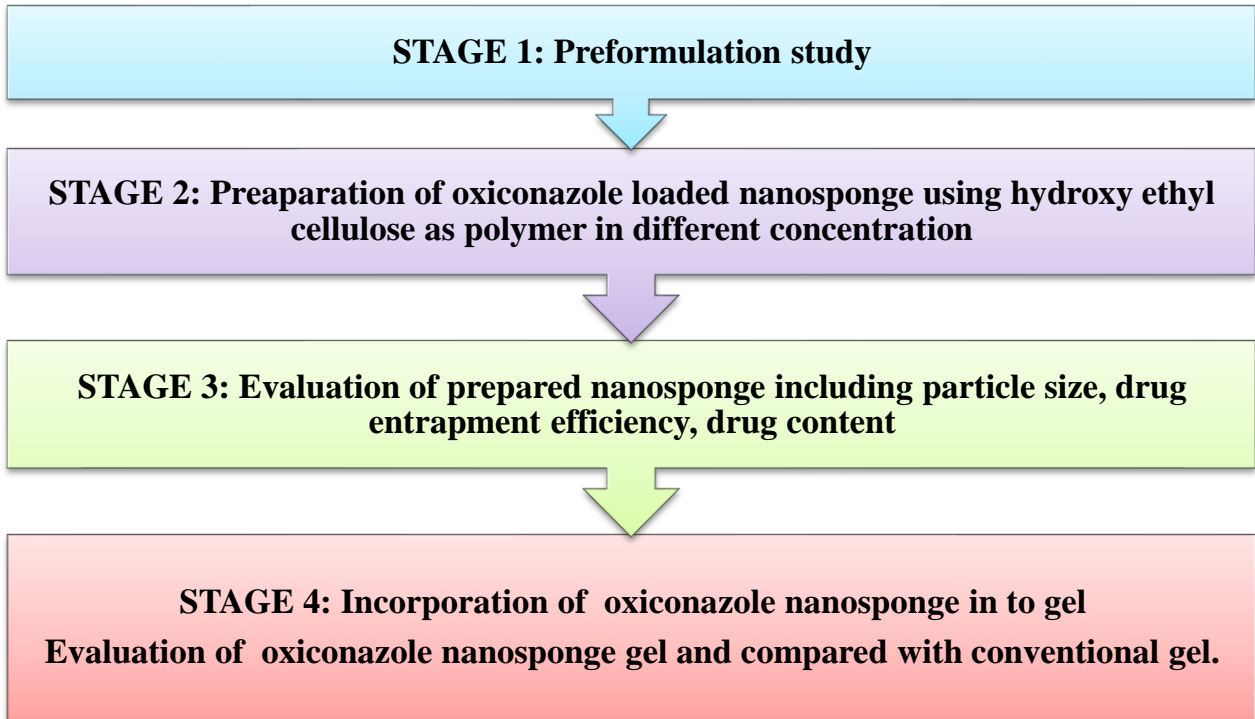 STAGE 1: Preformulation study
STAGE 2: Preaparation of oxiconazole loaded nanosponge using hydroxy ethyl
cellulose as polymer in different concentration
STAGE 3: Evaluation of prepared nanosponge including particle size, drug
entrapment efficiency, drug content
STAGE 4: Incorporation of oxiconazole nanosponge in to gel
Evaluation of oxiconazole nanosponge gel and compared with conventional gel.